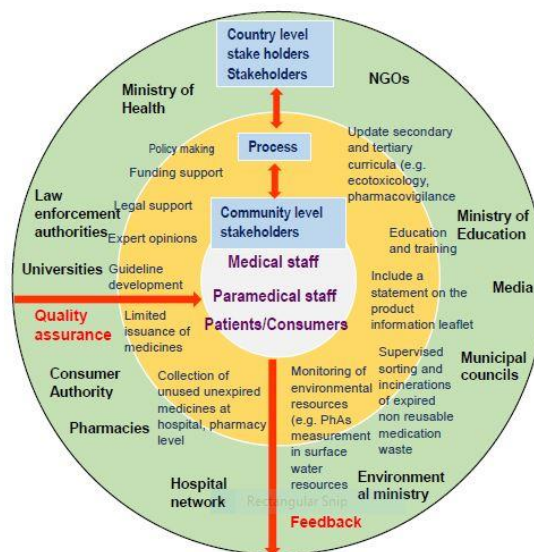 Country level
stake holders
Stakeholders
Ministry of
Health
NGOs
Process
Policy making
Funding support
Legal support
Expert opinions
Guideline
development
Limited
issuance of
medicines
Collection of
unused unexpired
medicines at
hospital, pharmacy
level
Update secondary
and tertiary
curricula (e.g.
ecotoxicology,
pharmacovigilance
Education
and training
Include a
statement on the
product
information leaflet
Supervised
sorting and
incinerations
of expired
non reusable
medication
waste
Monitoring of
environmental
resources
(e.g. PhAs
measurement
in surface
water
resources
Community level
stakeholders
Medical staff
Paramedical staff
Patients/Consumers
Law
enforcement
authorities
Universities
Quality
assurance
Consumer
Authority
Pharmacies
Hospital
network
Ministry of
Education
Media
Municipal
councils
Environment
al ministry
Rectangular Snip
Feedback